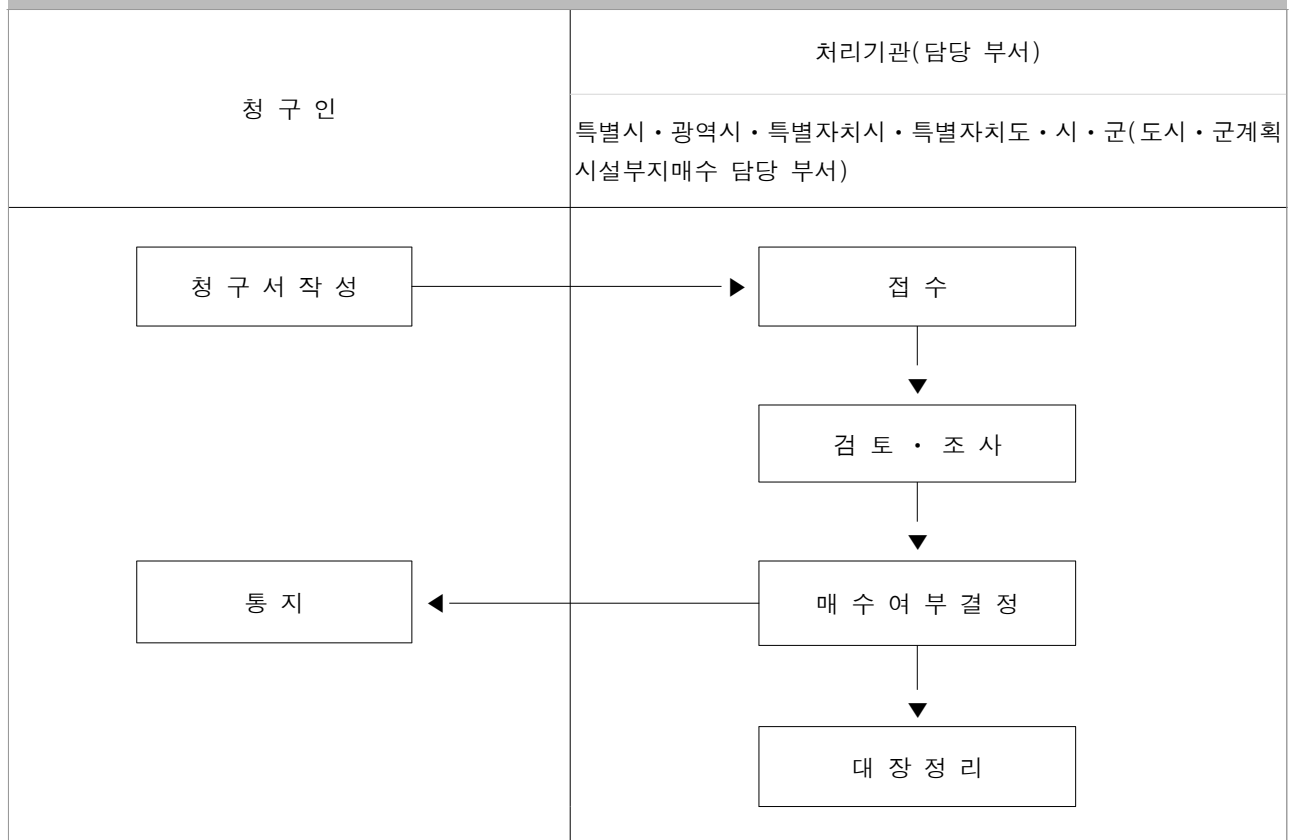 청 구 인
처리기관(담당 부서)
특별시・광역시・특별자치시・특별자치도・시・군(도시・군계획
시설부지매수 담당 부서)
청 구 서 작 성
접 수
검 토 ・ 조 사
통 지
매 수 여 부 결 정
대 장 정 리